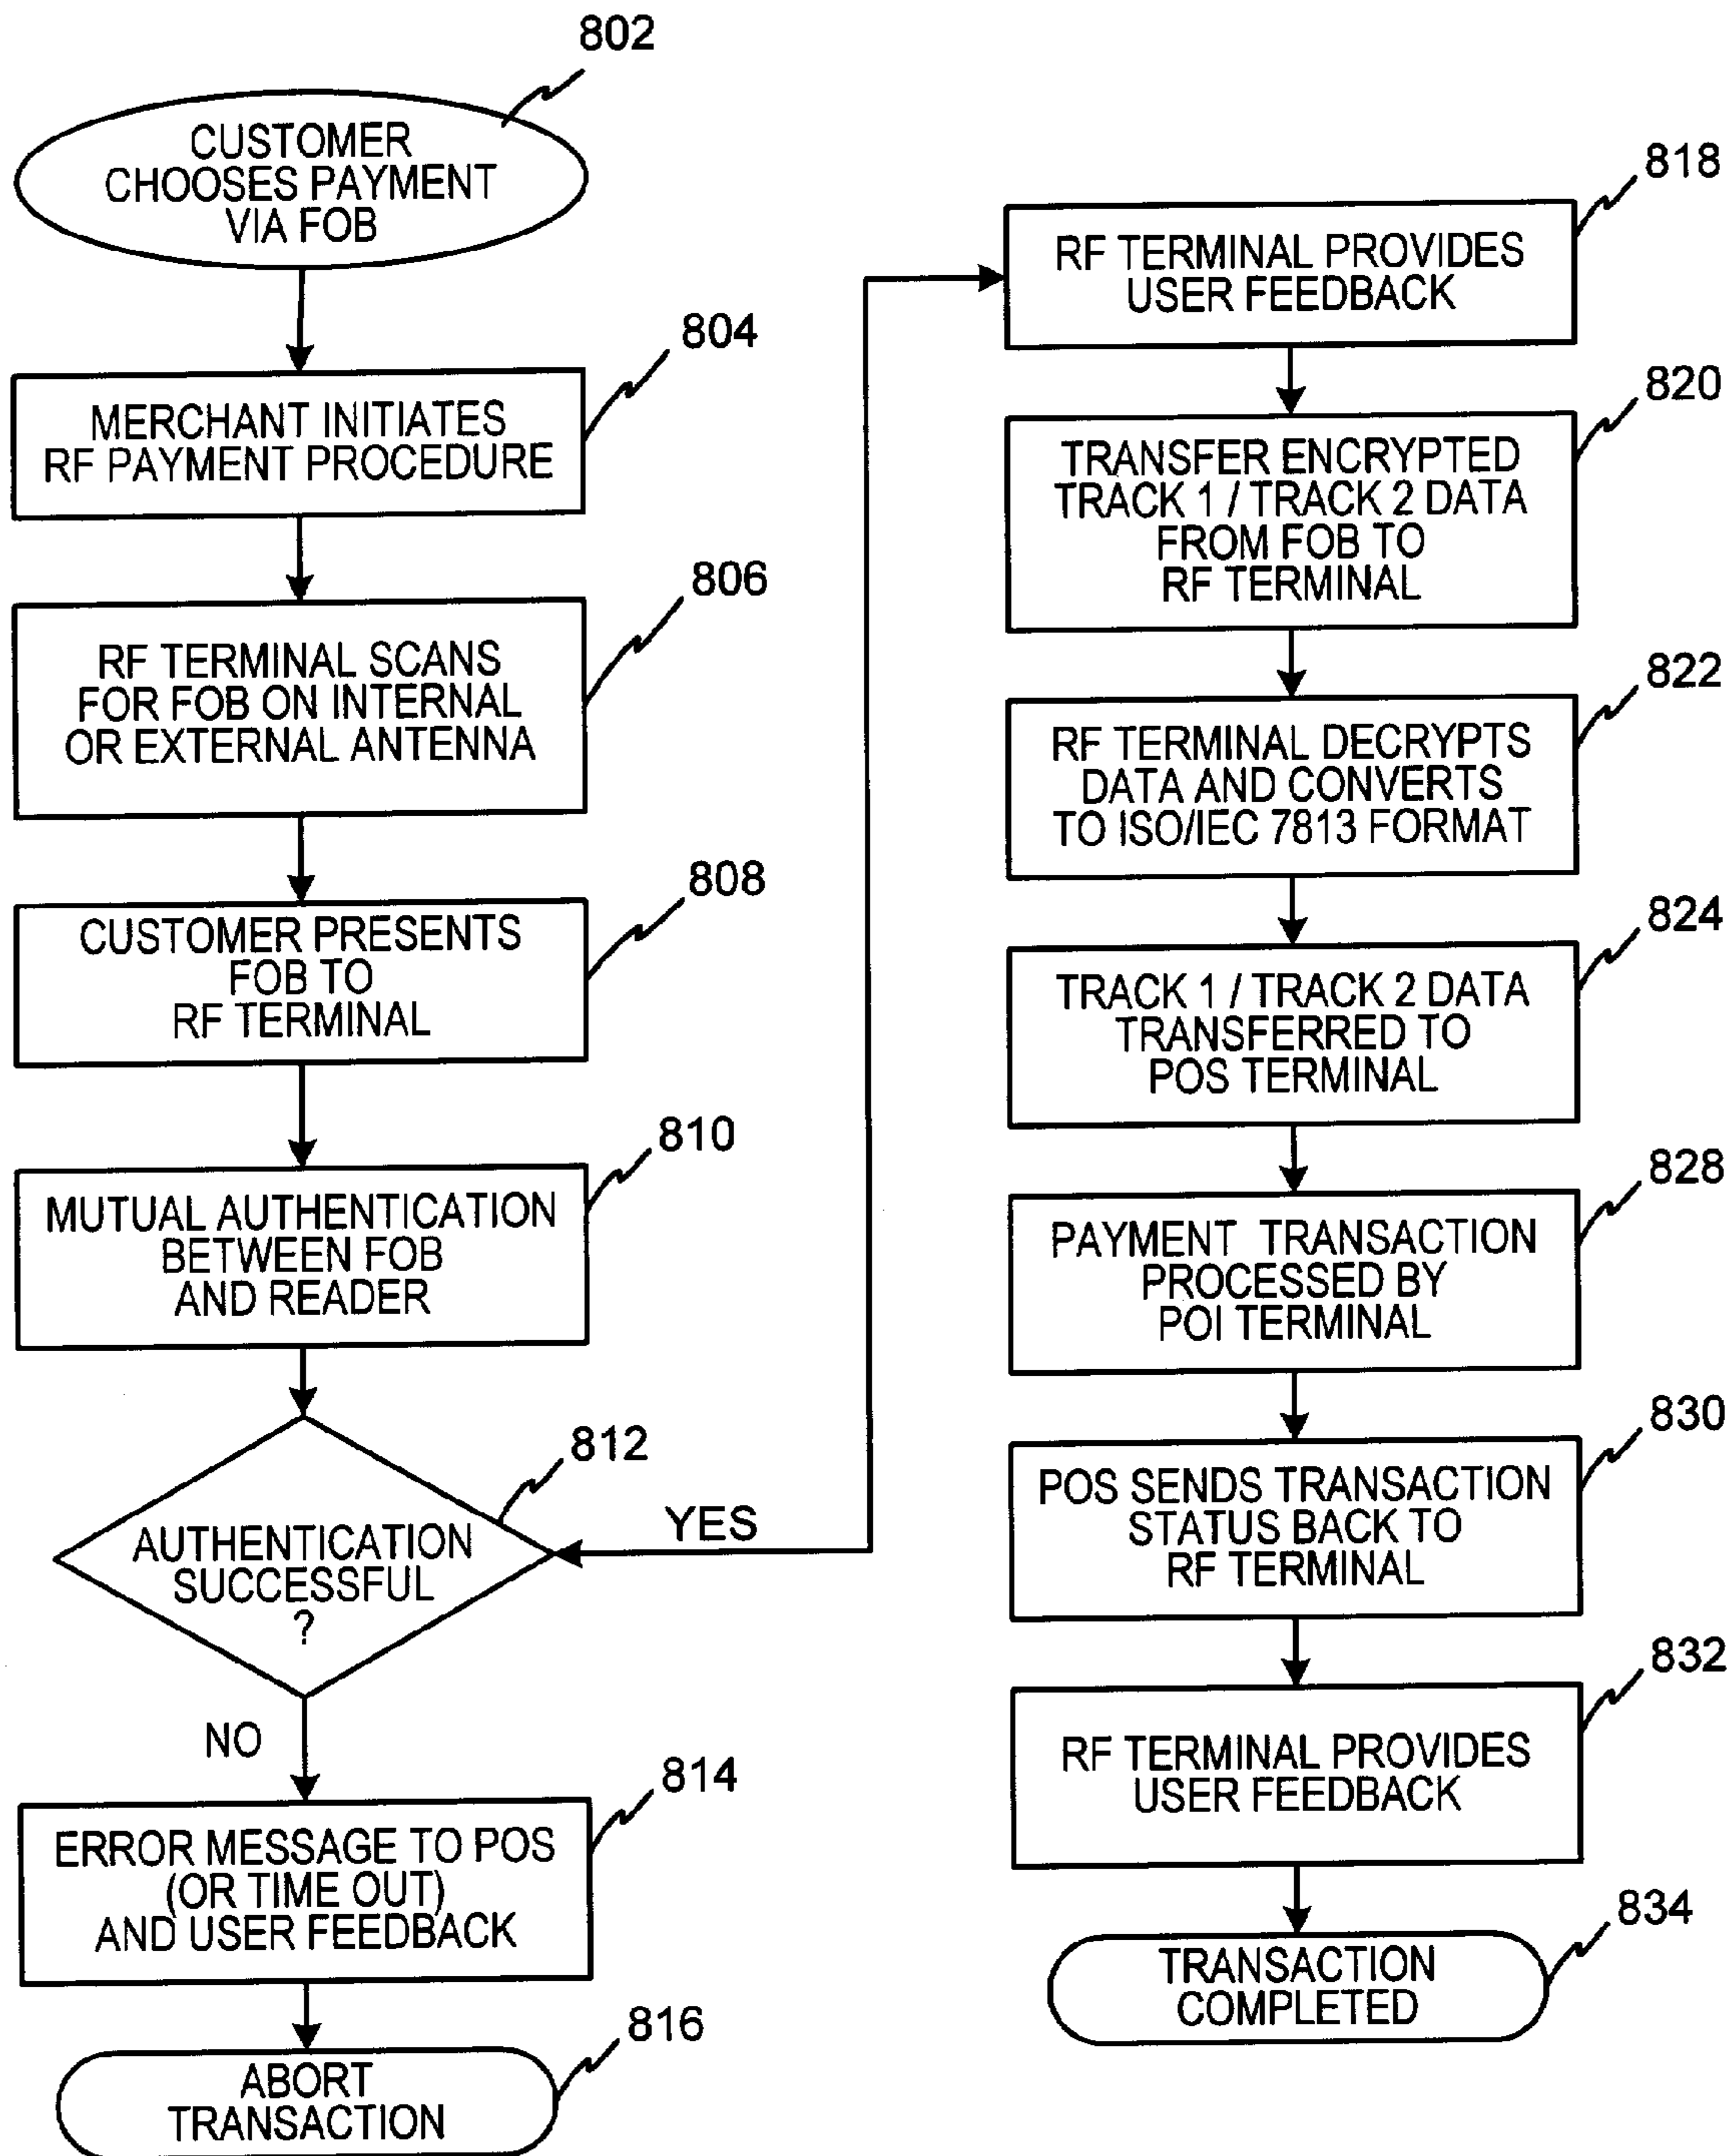 802
CUSTOMER
CHOOSES PAYMENT
VIA FOB
804
MERCHANT INITIATES
RF PAYMENT PROCEDURE
806
RF TERMINAL SCANS
FOR FOB ON INTERNAL
OR EXTERNAL ANTENNA
808
CUSTOMER PRESENTS
FOB TO
RF TERMINAL
810
MUTUAL AUTHENTICATION
BETWEEN FOB
AND READER
812
AUTHENTICATION
SUCCESSFUL
?
YES
NO
814
ERROR MESSAGE TO POS
(OR TIME OUT)
AND USER FEEDBACK
816
ABORT
TRANSACTION
818
RF TERMINAL PROVIDES
USER FEEDBACK
820
TRANSFER ENCRYPTED
TRACK 1 / TRACK 2 DATA
FROM FOB TO
RF TERMINAL
822
RF TERMINAL DECRYPTS
DATA AND CONVERTS
TO ISO/IEC 7813 FORMAT
824
TRACK 1 / TRACK 2 DATA
TRANSFERRED TO
POS TERMINAL
828
PAYMENT TRANSACTION
PROCESSED BY
POI TERMINAL
830
POS SENDS TRANSACTION
STATUS BACK TO
RF TERMINAL
832
RF TERMINAL PROVIDES
USER FEEDBACK
834
TRANSACTION
COMPLETED